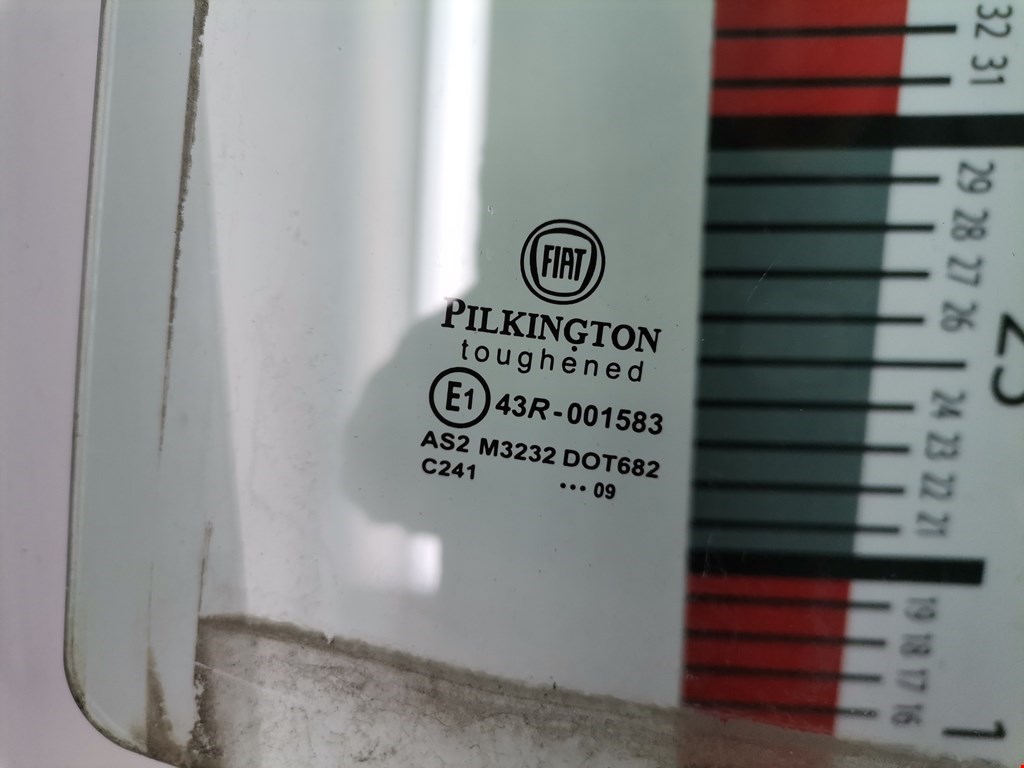 FIAT
PILKINGTON
toughened
E1 43R-001583
AS2 M3232 DOT682
C241 ••• 09
32
31
29
28
27
26
24
23
22
21
19
18
17
16
1